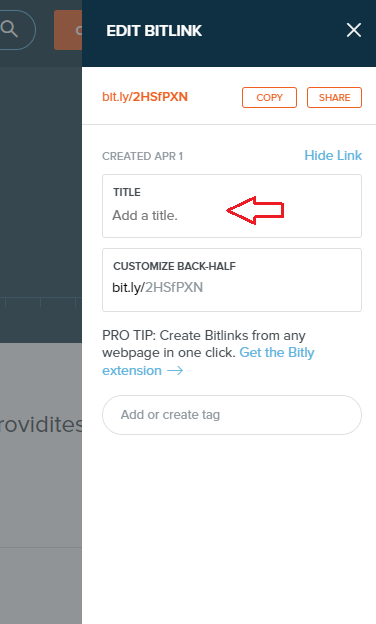 EDIT BITLINK
bit.ly/2HSfPXN
COPY
SHARE
CREATED APR 1
Hide Link
TITLE
Add a title.
CUSTOMIZE BACK-HALF
bit.ly/2HSfPXN
PRO TIP: Create Bitlinks from any
webpage in one click. Get the Bitly
extension →
Add or create tag
rovidites